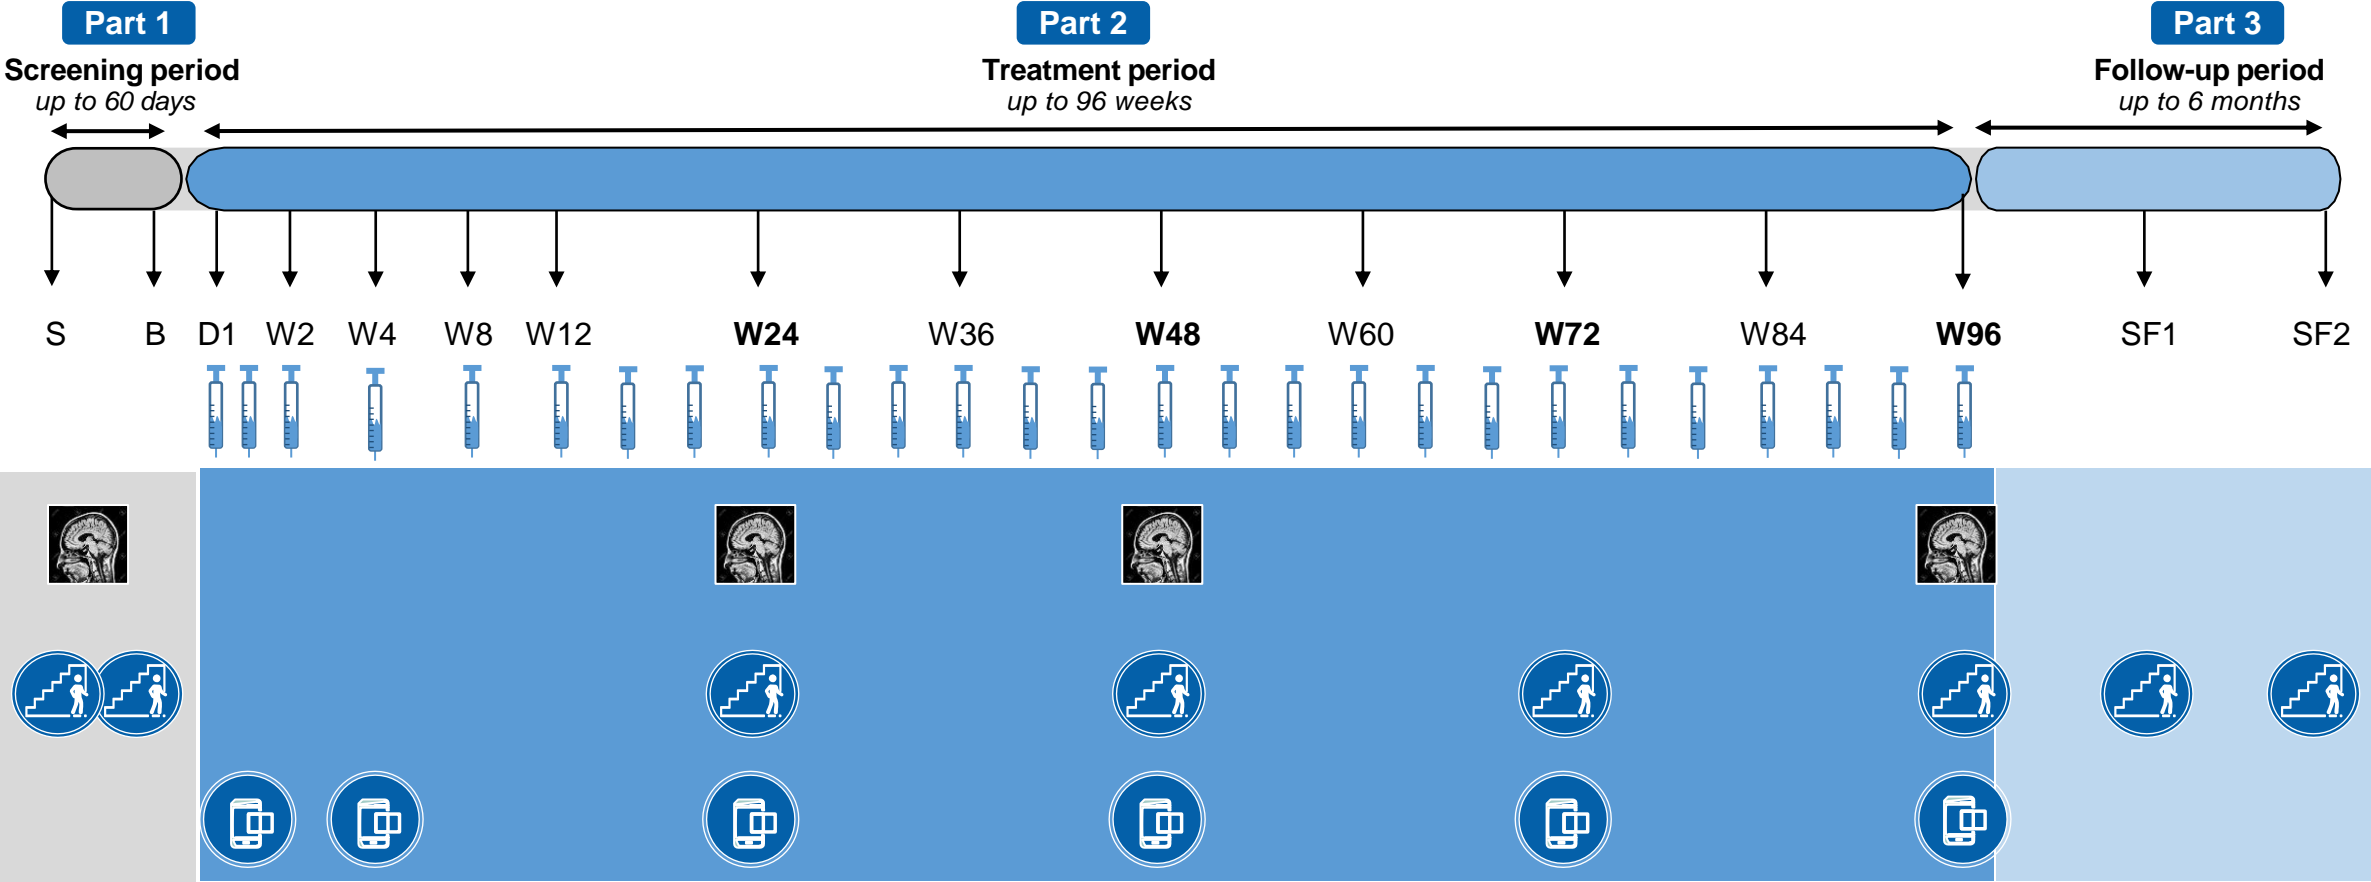 Part 1
Part 2
Part 3
Screening period
up to 60 days
Treatment period
up to 96 weeks
Follow-up period
up to 6 months
S B D1 W2 W4 W8 W12 W24 W36 W48 W60 W72 W84 W96 SF1 SF2